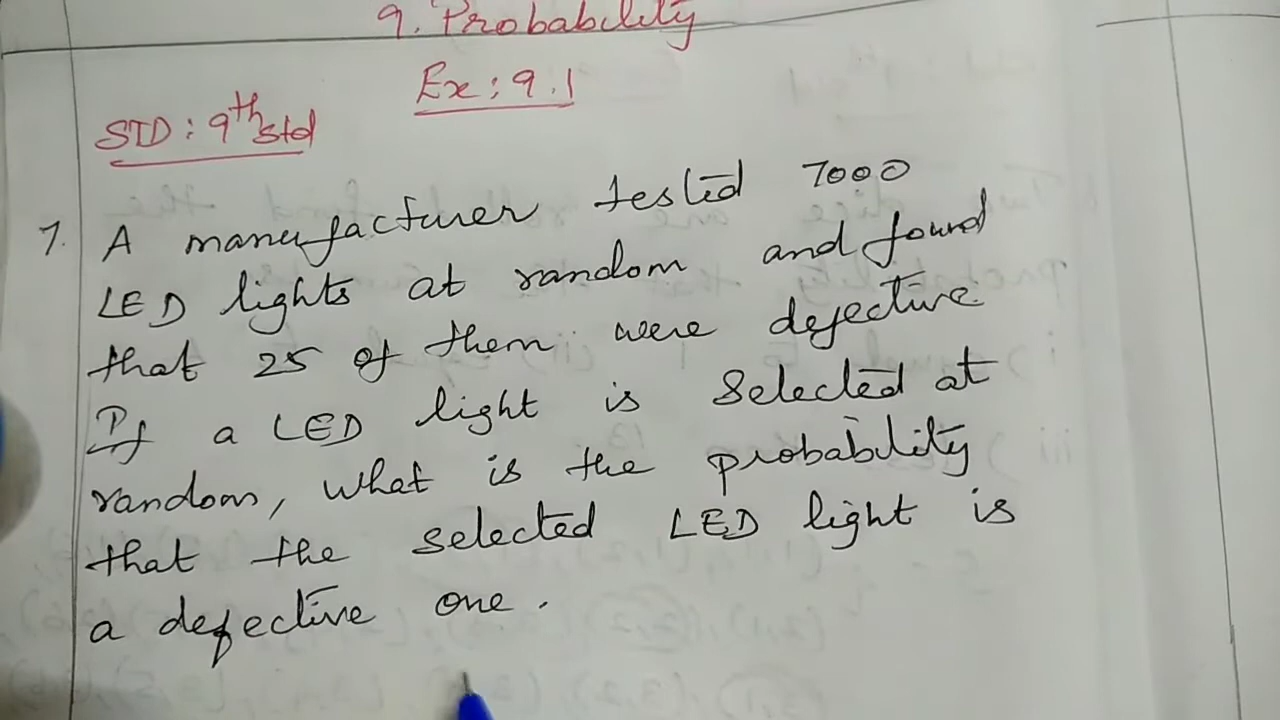 9. Probability
Ex: 9.1
STD: 9th std
7. A manufacturer tested 7000
LED lights at random and found
that 25 of them were defective.
If a LED light is selected at
random, what is the probability
that the selected LED light is
a defective one.